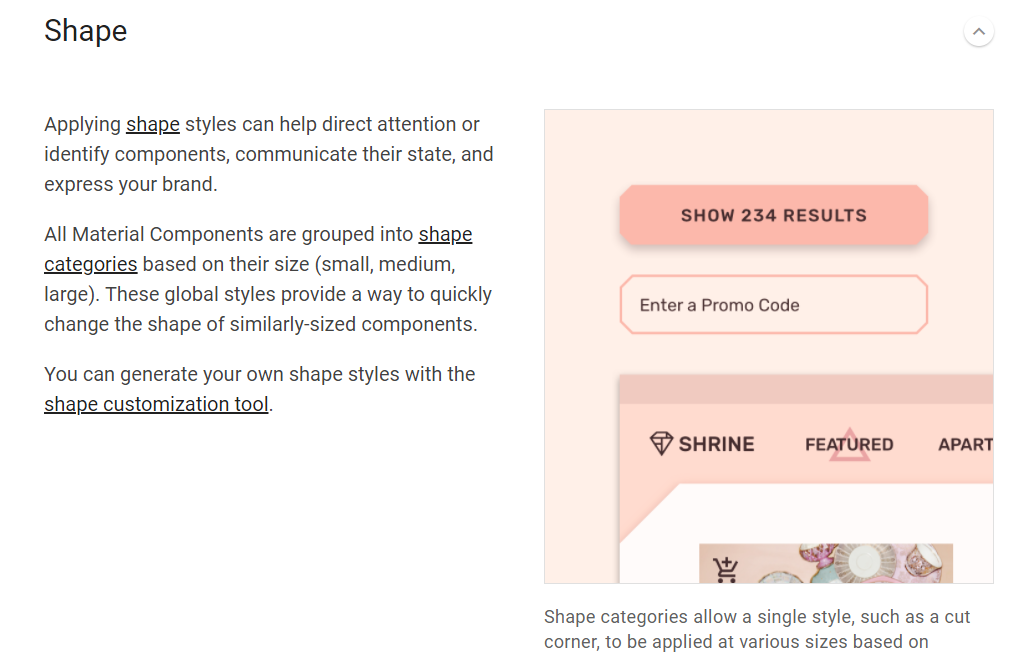 Shape
Applying shape styles can help direct attention or
identify components, communicate their state, and
express your brand.
All Material Components are grouped into shape
categories based on their size (small, medium,
large). These global styles provide a way to quickly
change the shape of similarly-sized components.
You can generate your own shape styles with the
shape customization tool.
SHOW 234 RESULTS
Enter a Promo Code
SHRINE FEATURED APART
Shape categories allow a single style, such as a cut
corner, to be applied at various sizes based on